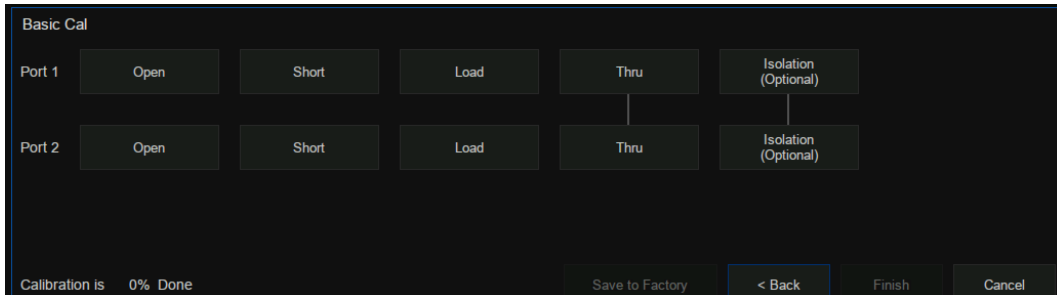 Basic Cal
Port 1 Open Short Load Thru Isolation
(Optional)
Port 2 Open Short Load Thru Isolation
(Optional)
Calibration is 0% Done Save to Factory < Back Finish Cancel